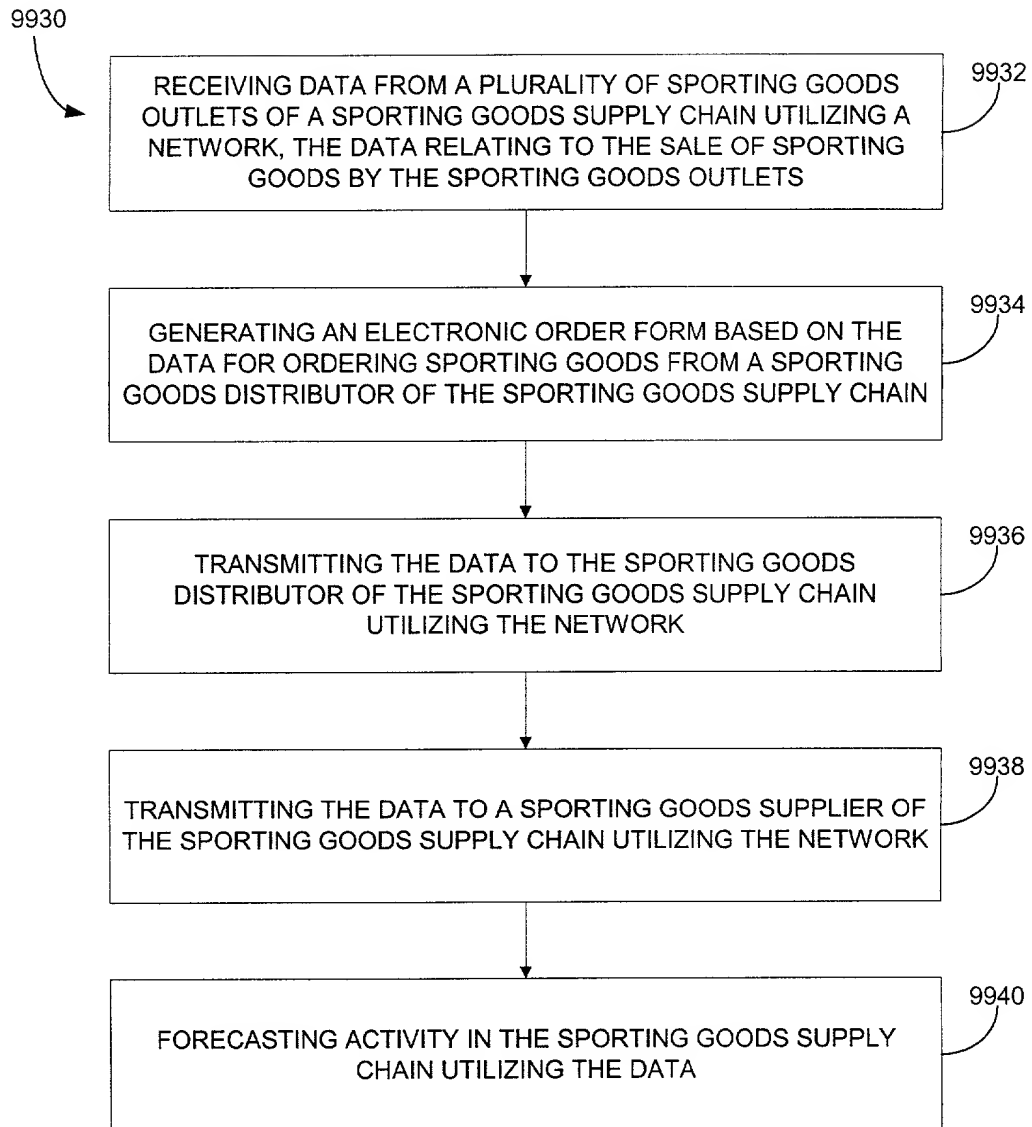 9930
9932
RECEIVING DATA FROM A PLURALITY OF SPORTING GOODS
OUTLETS OF A SPORTING GOODS SUPPLY CHAIN UTILIZING A
NETWORK, THE DATA RELATING TO THE SALE OF SPORTING
GOODS BY THE SPORTING GOODS OUTLETS
9934
GENERATING AN ELECTRONIC ORDER FORM BASED ON THE
DATA FOR ORDERING SPORTING GOODS FROM A SPORTING
GOODS DISTRIBUTOR OF THE SPORTING GOODS SUPPLY CHAIN
9936
TRANSMITTING THE DATA TO THE SPORTING GOODS
DISTRIBUTOR OF THE SPORTING GOODS SUPPLY CHAIN
UTILIZING THE NETWORK
9938
TRANSMITTING THE DATA TO A SPORTING GOODS SUPPLIER OF
THE SPORTING GOODS SUPPLY CHAIN UTILIZING THE NETWORK
9940
FORECASTING ACTIVITY IN THE SPORTING GOODS SUPPLY
CHAIN UTILIZING THE DATA